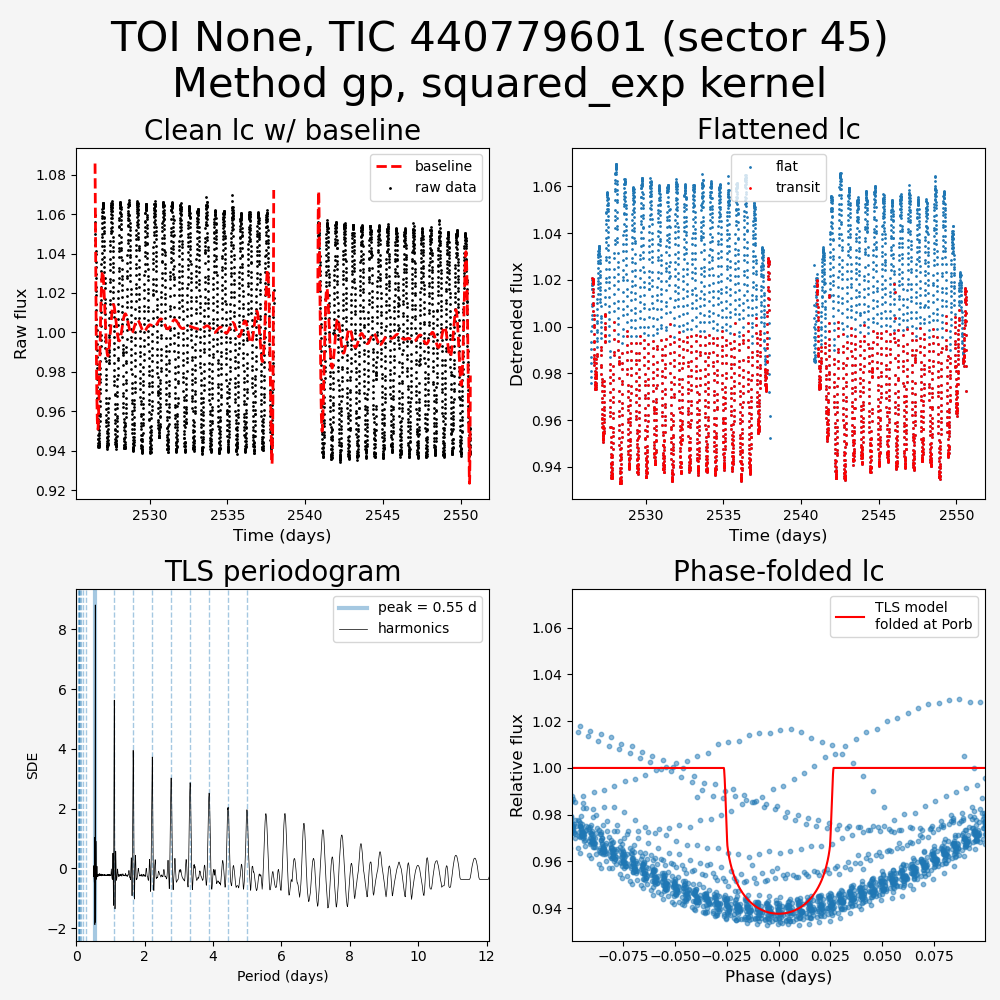 TOI None, TIC 440779601 (sector 45)
Method gp, squared_exp kernel
Clean lc w/ baseline
baseline
raw data
1.08
1.06
1.04
1.02
1.00
0.98
0.96
0.94
0.92
Raw flux
2530
2535
2540
2545
2550
Time (days)
Flattened lc
flat
transit
1.06
1.04
1.02
1.00
0.98
0.96
0.94
Detrended flux
2530
2535
2540
2545
2550
Time (days)
TLS periodogram
peak = 0.55 d
harmonics
8
6
4
2
0
−2
SDE
0
2
4
6
8
10
12
Period (days)
Phase-folded lc
TLS model
folded at Porb
1.06
1.04
1.02
1.00
0.98
0.96
0.94
Relative flux
−0.075
−0.050
−0.025
0.000
0.025
0.050
0.075
Phase (days)